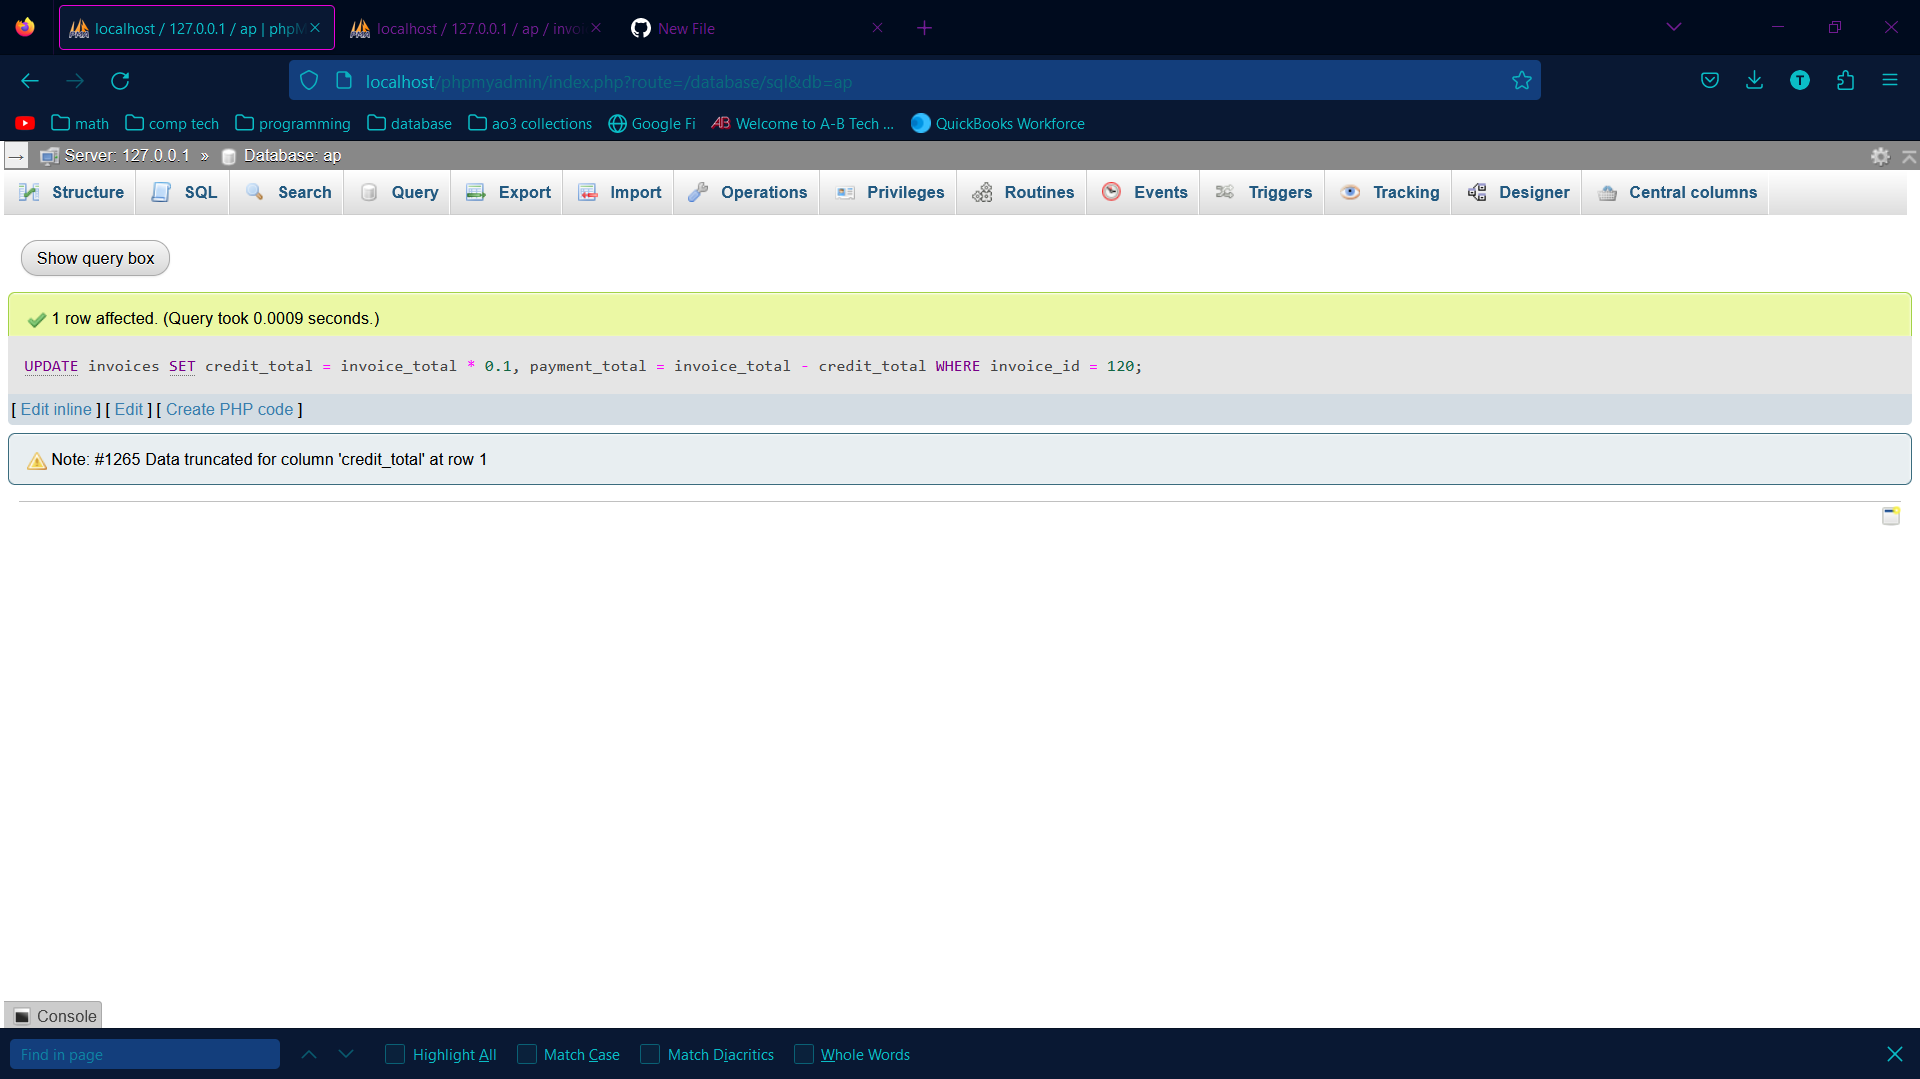 localhost / 127.0.0.1 / ap | phpM
localhost / 127.0.0.1 / ap / invoi
New File
localhost/phpmyadmin/index.php?route=/database/sql&db=ap
T
math
comp tech
programming
database
ao3 collections
Google Fi
AB Welcome to A-B Tech ...
QuickBooks Workforce
Server: 127.0.0.1 » Database: ap
Structure
SQL
Search
Query
Export
Import
Operations
Privileges
Routines
Events
Triggers
Tracking
Designer
Central columns
Show query box
1 row affected. (Query took 0.0009 seconds.)
UPDATE invoices SET credit_total = invoice_total * 0.1, payment_total = invoice_total - credit_total WHERE invoice_id = 120;
[ Edit inline ] [ Edit ] [ Create PHP code ]
Note: #1265 Data truncated for column 'credit_total' at row 1
Console
Find in page
Highlight All
Match Case
Match Diacritics
Whole Words